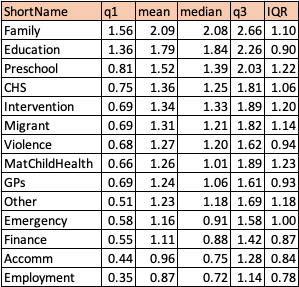 ShortName q1 mean median q3 IQR
Family 1.56 2.09 2.08 2.66 1.10
Education 1.36 1.79 1.84 2.26 0.90
Preschool 0.81 1.52 1.39 2.03 1.22
CHS 0.75 1.36 1.25 1.81 1.06
Intervention 0.69 1.34 1.33 1.89 1.20
Migrant 0.69 1.31 1.21 1.82 1.14
Violence 0.68 1.27 1.20 1.62 0.94
MatChildHealth 0.66 1.26 1.01 1.89 1.23
GPs 0.69 1.24 1.06 1.61 0.93
Other 0.51 1.23 1.18 1.69 1.18
Emergency 0.58 1.16 0.91 1.58 1.00
Finance 0.55 1.11 0.88 1.42 0.87
Accomm 0.44 0.96 0.75 1.28 0.84
Employment 0.35 0.87 0.72 1.14 0.78